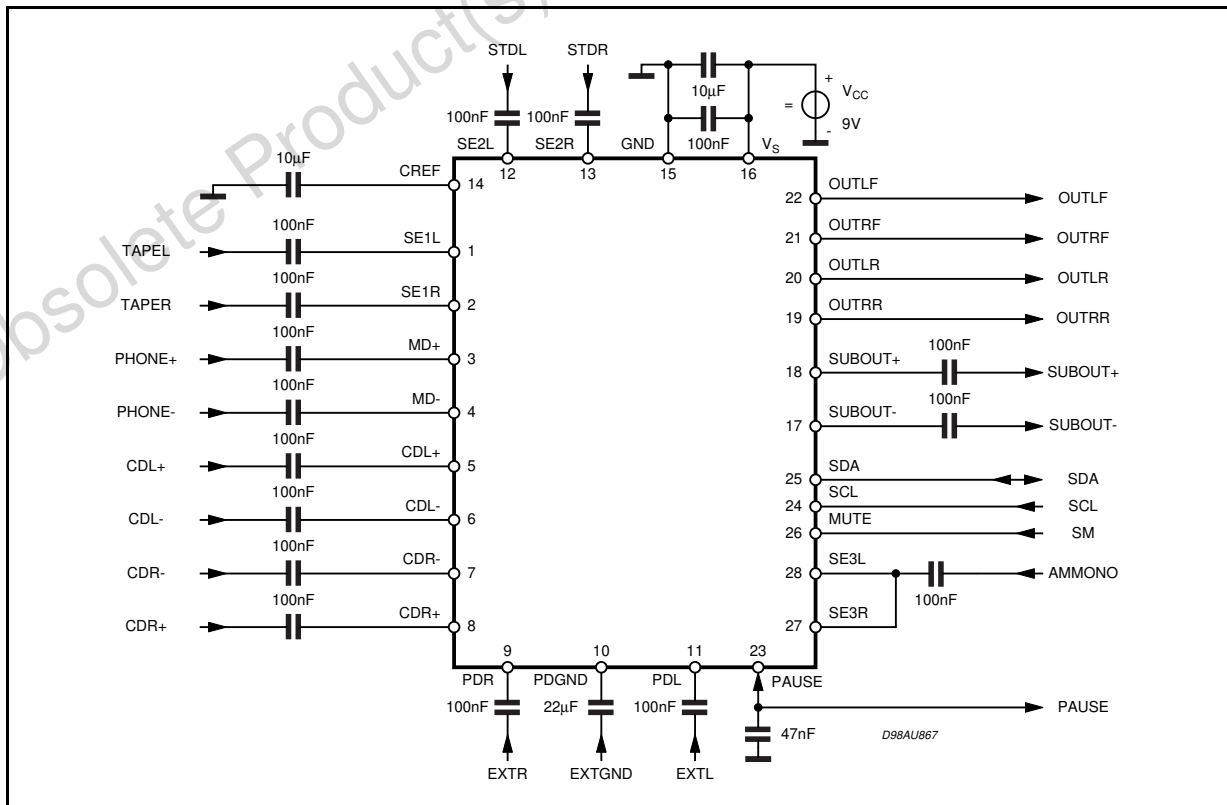 Obsolete Product(s)
STDL STDR
100nF 100nF
10µF
100nF
+
VCC
=
9V
-
SE2L SE2R GND VS
12 13 15 16
10µF
CREF
14
100nF
TAPEL SE1L
1
100nF
TAPER SE1R
2
100nF
PHONE+ MD+
3
100nF
PHONE- MD-
4
100nF
CDL+ CDL+
5
100nF
CDL- CDL-
6
100nF
CDR- CDR-
7
100nF
CDR+ CDR+
8
22 OUTLF OUTLF
21 OUTRF OUTRF
20 OUTLR OUTLR
19 OUTRR OUTRR
100nF
18 SUBOUT+ SUBOUT+
100nF
17 SUBOUT- SUBOUT-
25 SDA SDA
24 SCL SCL
26 MUTE SM
28 SE3L AMMONO
100nF
27 SE3R
9 10 11 23
PDR PDGND PDL PAUSE
100nF 22µF 100nF
PAUSE
47nF
D98AU867
EXTR EXTGND EXTL